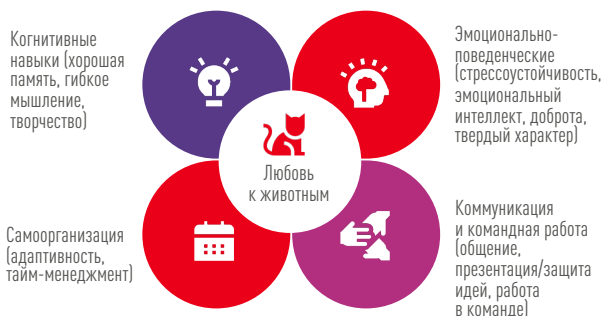 Когнитивные
навыки (хорошая
память, гибкое
мышление,
творчество)
Эмоционально-
поведенческие
(стрессоустойчивость,
эмоциональный
интеллект, доброта,
твердый характер)
Любовь
к животным
Самоорганизация
(адаптивность,
тайм-менеджмент)
Коммуникация
и командная работа
(общение,
презентация/защита
идей, работа
в команде)